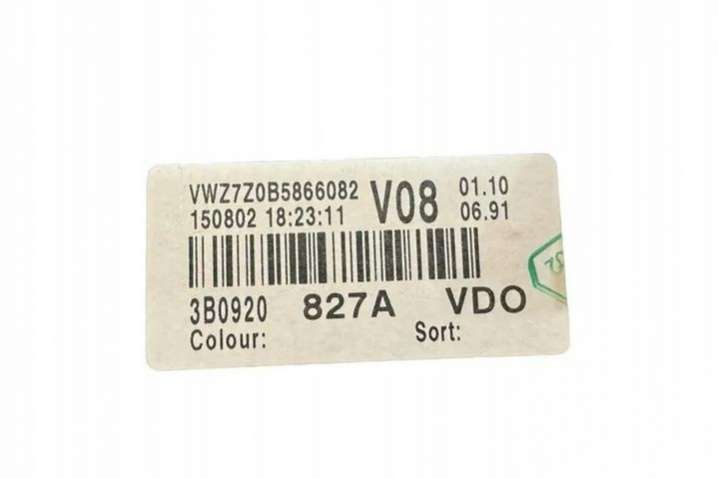 VWZ7Z0B5866082 V08 01.10
150802 18:23:11 06.91
3B0920 827A VDO
Colour: Sort: